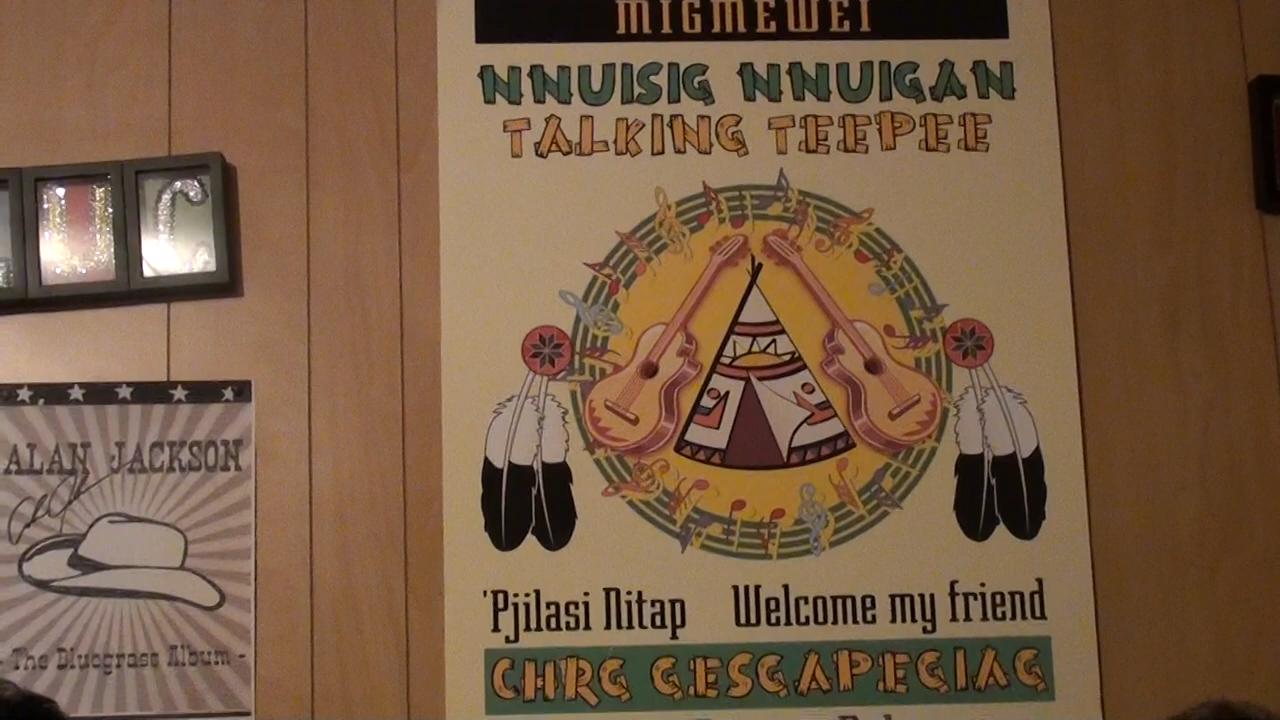 MIGMEWEI
NNUISIG NNUIGAN
TALKING TEEPEE
'Pjilasi Nitap Welcome my friend
CHRG GESGAPEGIAG
ALAN JACKSON
- The Bluegrass Album -